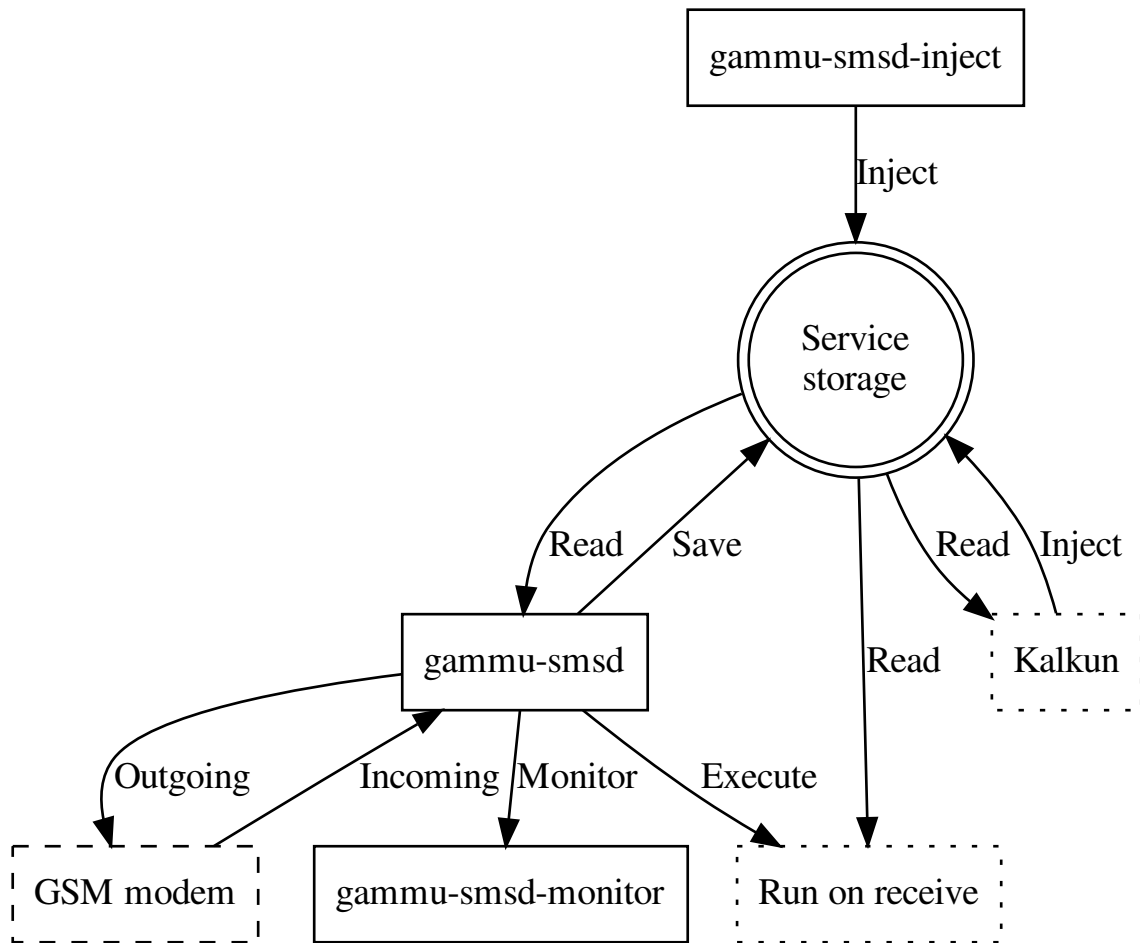 gammu-smsd-inject
Inject
Service
storage
Read
Save
Read
Inject
gammu-smsd
Read
Kalkun
Outgoing
Incoming
Monitor
Execute
GSM modem
gammu-smsd-monitor
Run on receive